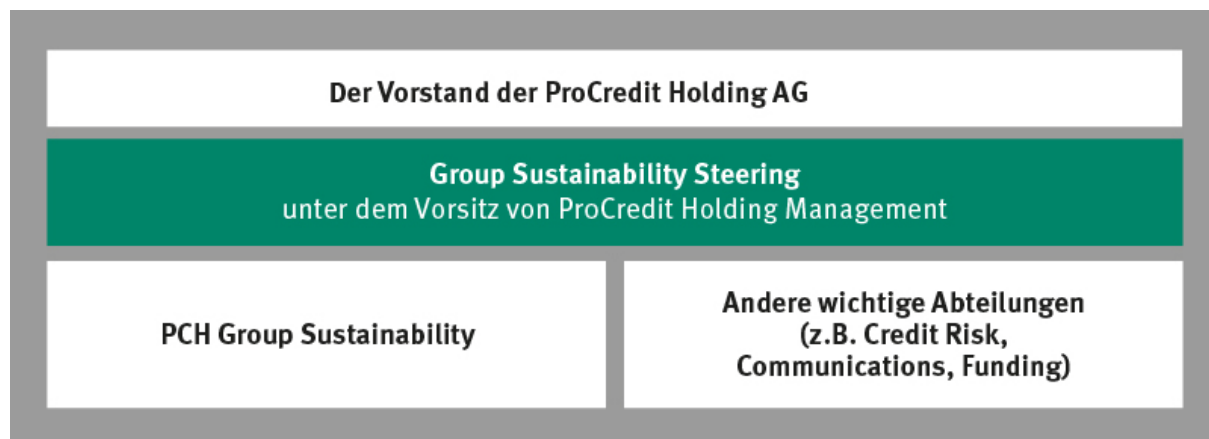 Der Vorstand der ProCredit Holding AG
Group Sustainability Steering
unter dem Vorsitz von ProCredit Holding Management
PCH Group Sustainability
Andere wichtige Abteilungen
(z.B. Credit Risk,
Communications, Funding)